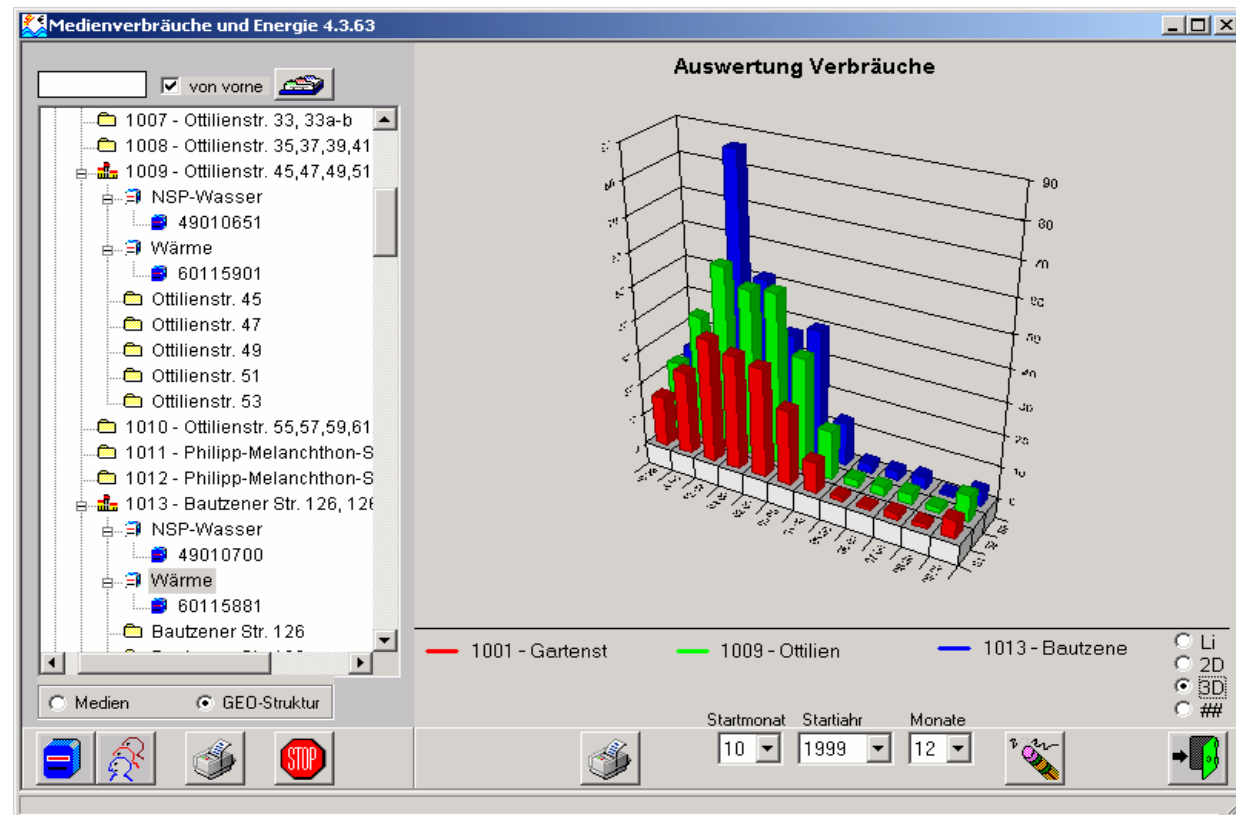 Medienverbräuche und Energie 4.3.63
von vorne
1007 - Ottilienstr. 33, 33a-b
1008 - Ottilienstr. 35,37,39,41
1009 - Ottilienstr. 45,47,49,51
NSP-Wasser
49010651
Wärme
60115901
Ottilienstr. 45
Ottilienstr. 47
Ottilienstr. 49
Ottilienstr. 51
Ottilienstr. 53
1010 - Ottilienstr. 55,57,59,61
1011 - Philipp-Melanchthon-S
1012 - Philipp-Melanchthon-S
1013 - Bautzener Str. 126, 126
NSP-Wasser
49010700
Wärme
60115881
Bautzener Str. 126
Medien
GEO-Struktur
STOP
Auswertung Verbräuche
90
80
70
60
50
40
30
20
10
0
1001 - Gartenst
1009 - Ottilien
1013 - Bautzene
Li
2D
3D
##
Startmonat Startjahr Monate
10 1999 12